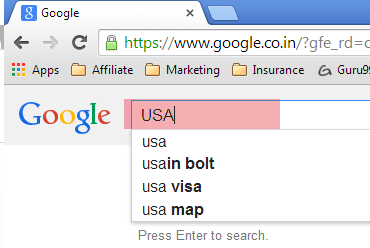 Google
https://www.google.co.in/?gfe_rd=c
Apps Affiliate Marketing Insurance Guru99
Google USA
usa
usain bolt
usa visa
usa map
Press Enter to search.